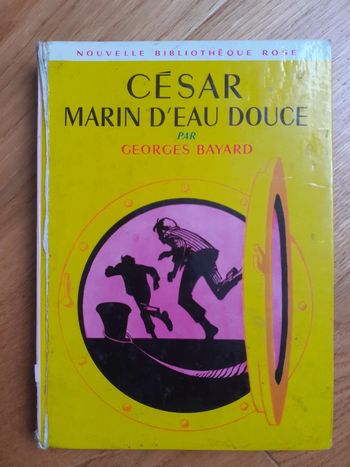 NOUVELLE BIBLIOTHÈQUE ROSE
CÉSAR
MARIN D'EAU DOUCE
PAR
GEORGES BAYARD